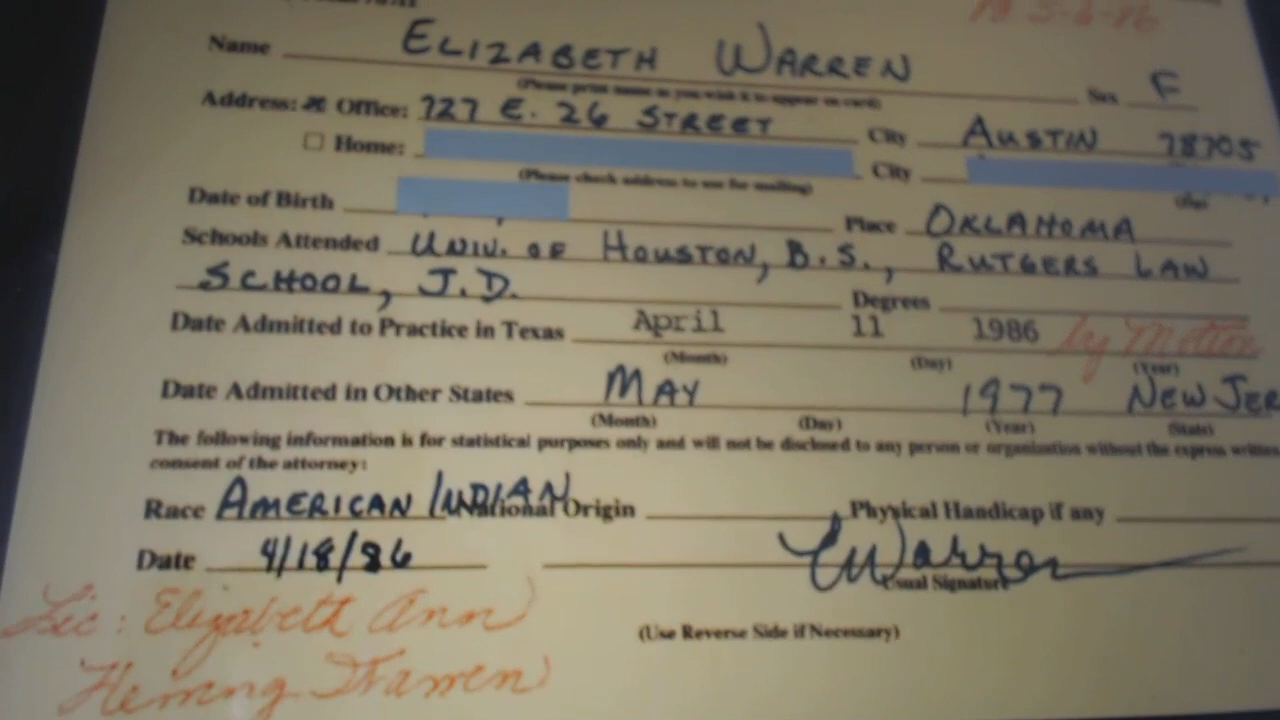 Name ELIZABETH WARREN Sex F
(Please print name as you wish it to appear on card)
Address: Office: 727 E. 26 STREET City AUSTIN 78705
Home: City
(Please check address to use for mailing)
Date of Birth Place OKLAHOMA
Schools Attended UNIV. OF HOUSTON, B.S., RUTGERS LAW
SCHOOL, J.D. Degrees
Date Admitted to Practice in Texas April 11 1986 by Motion
(Month) (Day) (Year)
Date Admitted in Other States MAY 1977 NEW JER
(Month) (Day) (Year) (State)
The following information is for statistical purposes only and will not be disclosed to any person or organization without the express written
consent of the attorney:
Race AMERICAN INDIAN National Origin Physical Handicap if any
Date 4/18/86 EWarren
Usual Signature
Lic: Elizabeth Ann
Herring Warren
(Use Reverse Side if Necessary)